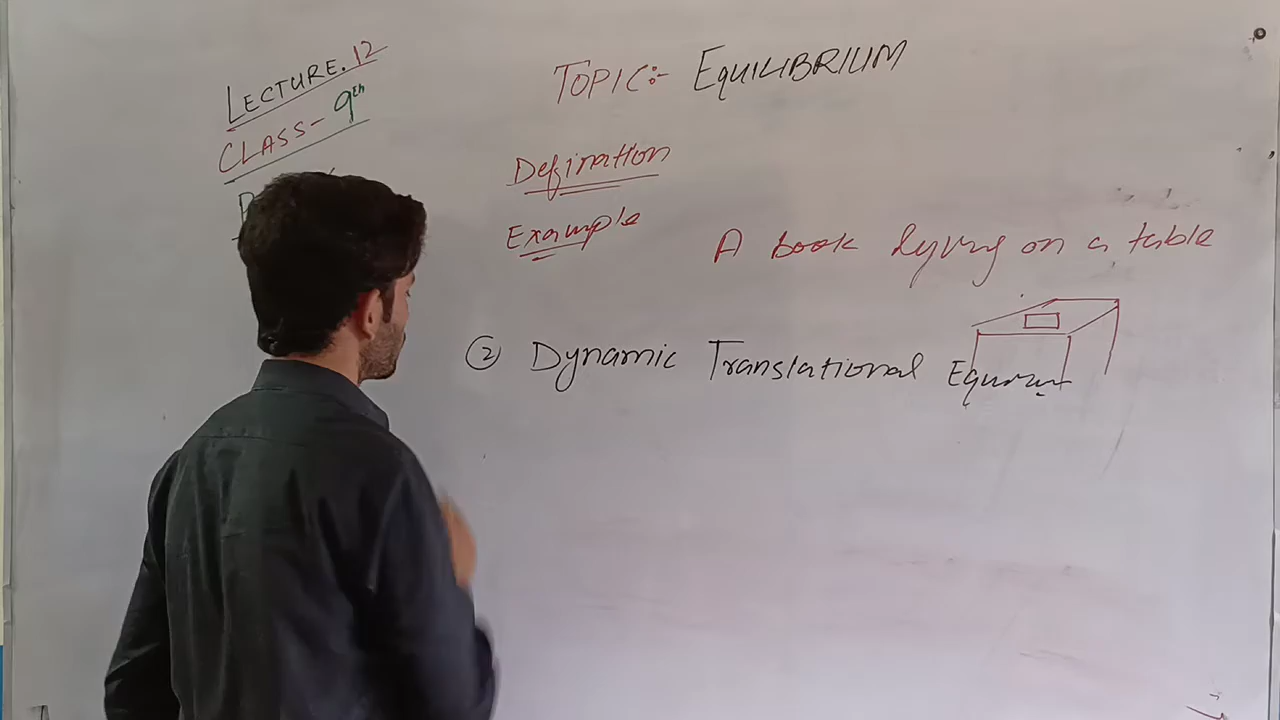 LECTURE. 12
CLASS- 9th
TOPIC:- EQUILIBRIUM
Defination
Example
A book lying on a table
② Dynamic Translational